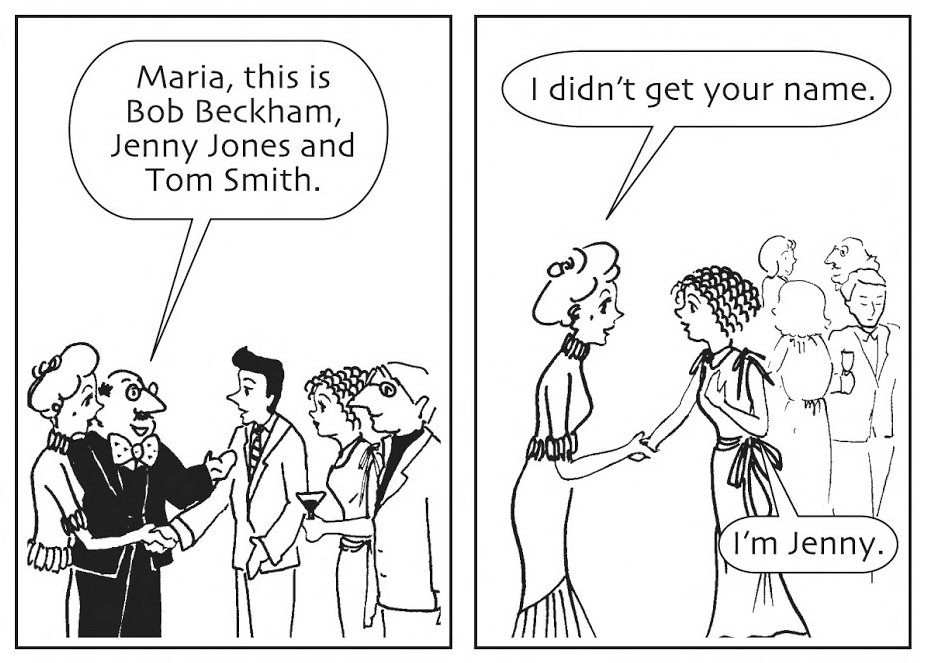 Maria, this is
Bob Beckham,
Jenny Jones and
Tom Smith.
I didn't get your name.
I'm Jenny.